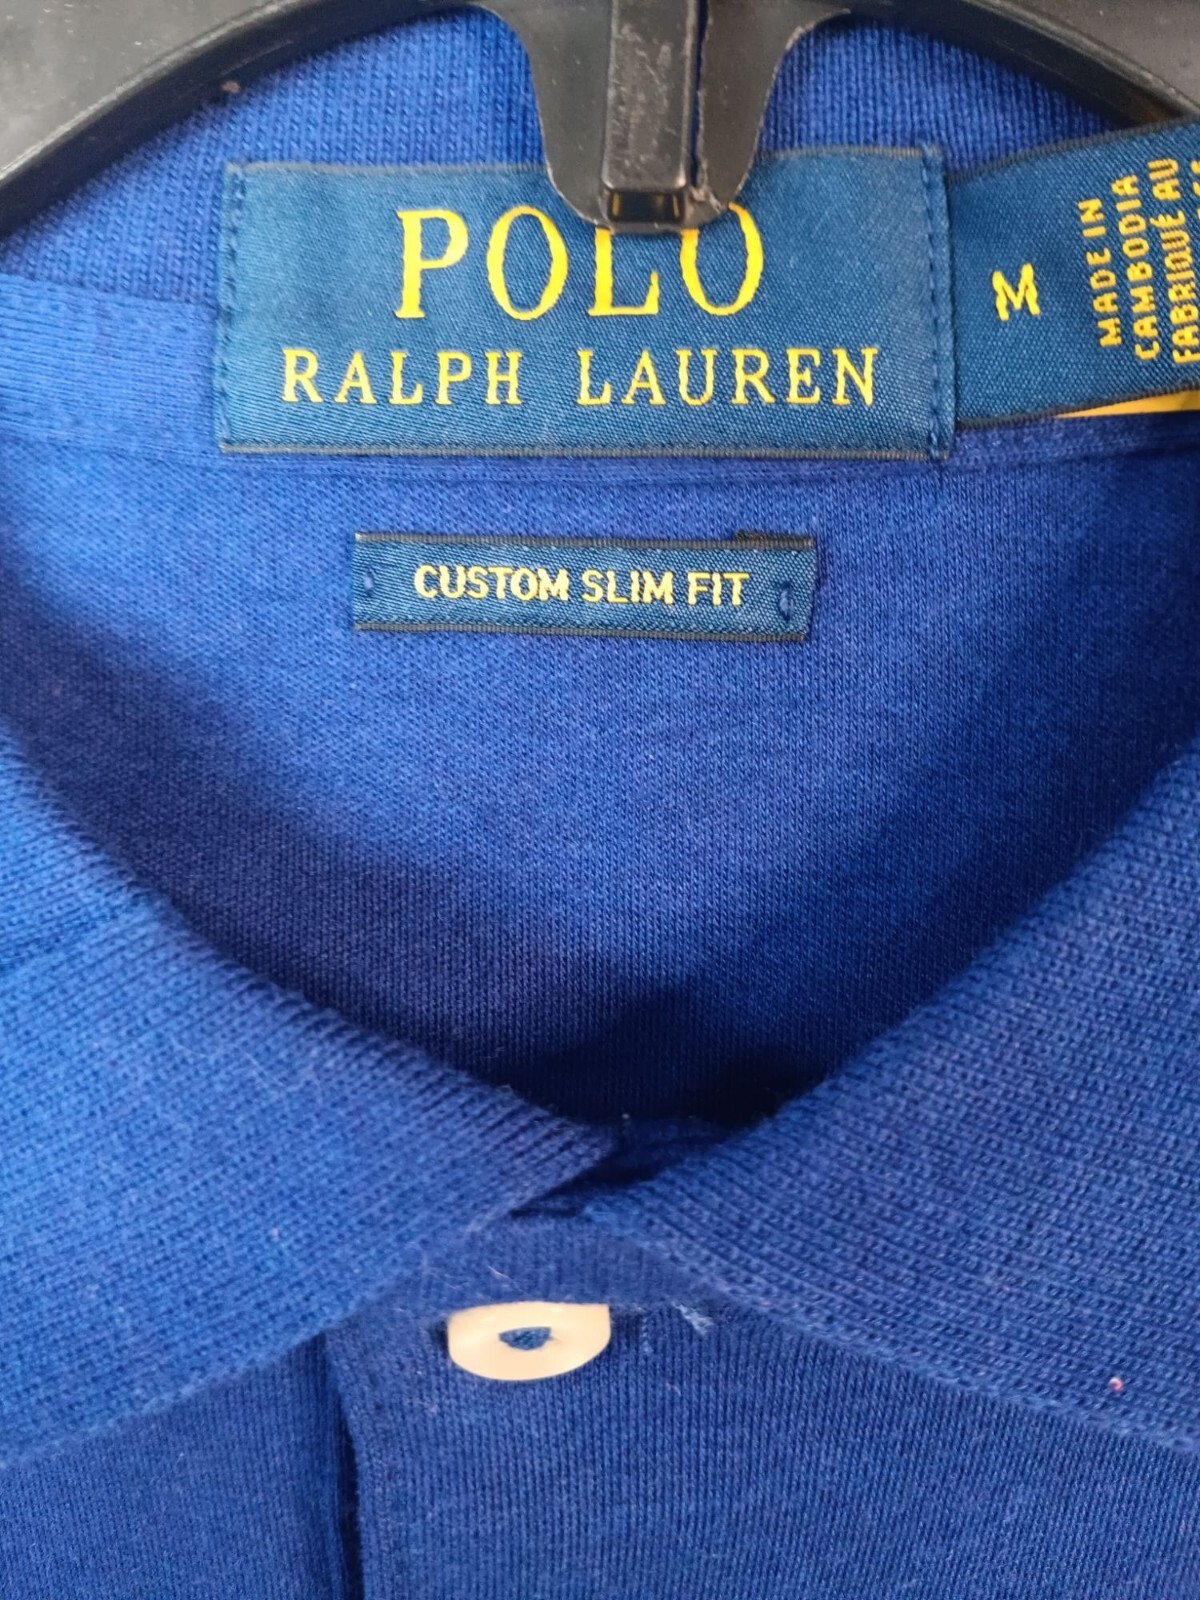 POLO
RALPH LAUREN
M
MADE IN
CAMBODIA
FABRIQUÉ AU
CUSTOM SLIM FIT